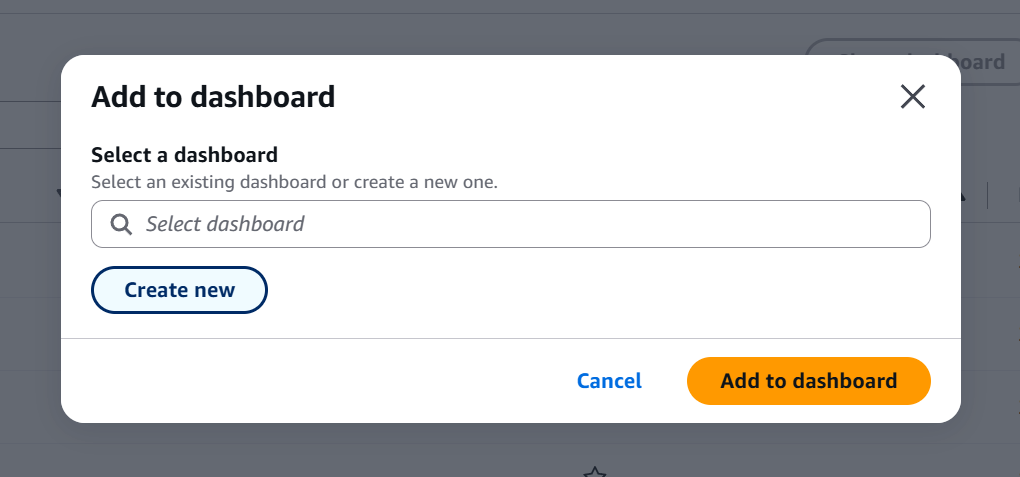 Add to dashboard
Select a dashboard
Select an existing dashboard or create a new one.
Select dashboard
Create new
Cancel
Add to dashboard